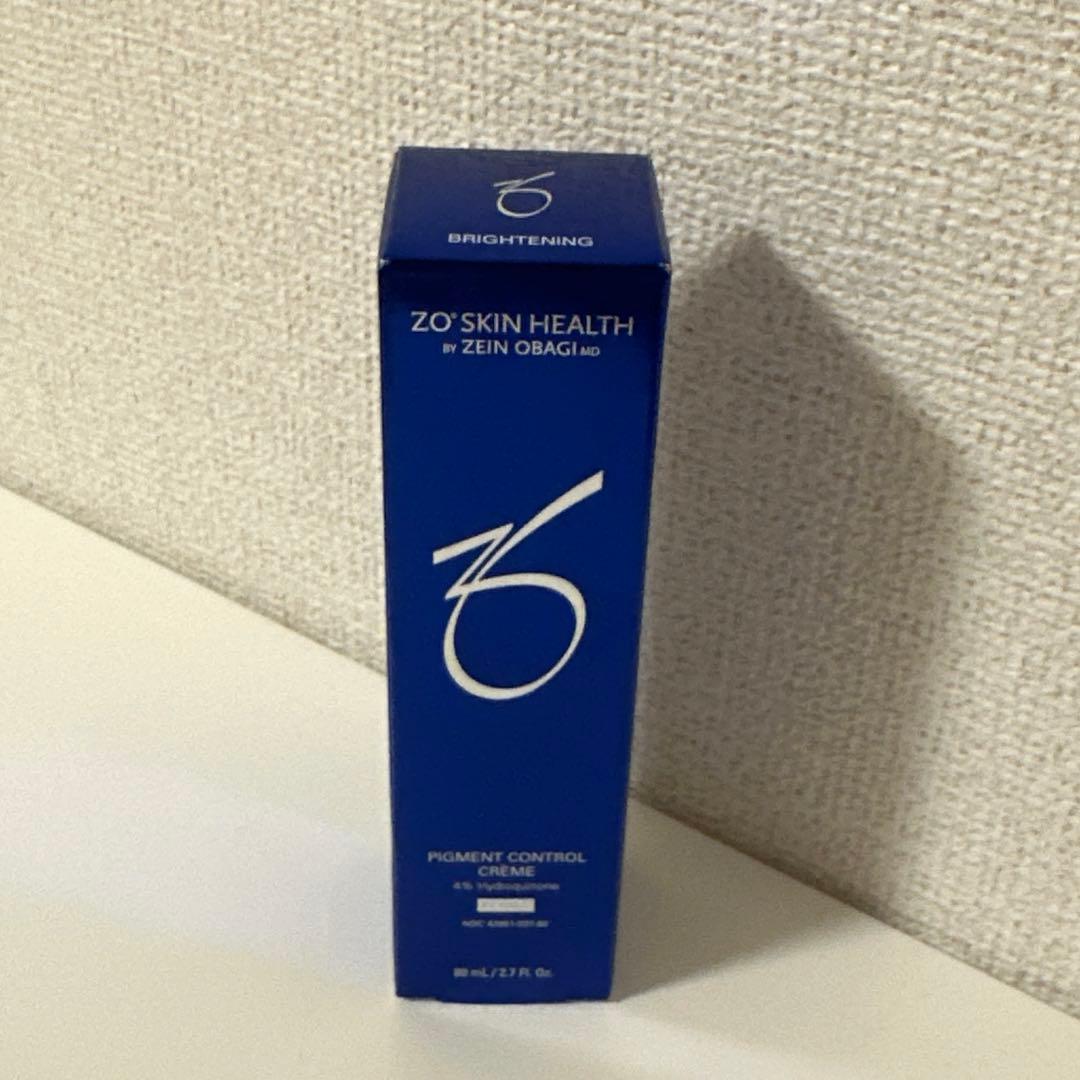 BRIGHTENING
ZO® SKIN HEALTH
BY ZEIN OBAGI MD
PIGMENT CONTROL
CRÈME
4% Hydroquinone
NDC
80 mL / 2.7 Fl. Oz.